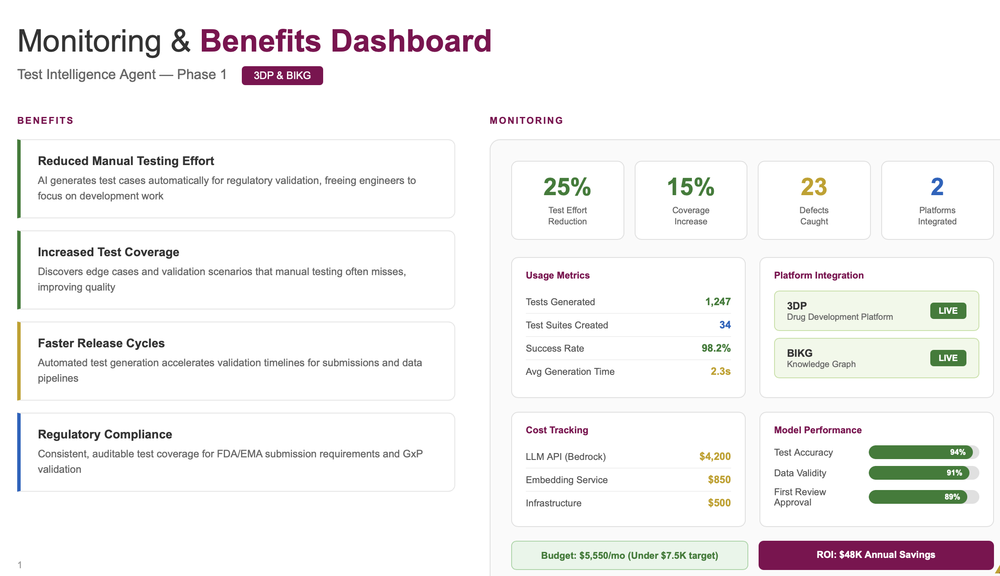 Monitoring & Benefits Dashboard
Test Intelligence Agent — Phase 1
3DP & BIKG
BENEFITS
Reduced Manual Testing Effort
AI generates test cases automatically for regulatory validation, freeing engineers to
focus on development work
Increased Test Coverage
Discovers edge cases and validation scenarios that manual testing often misses,
improving quality
Faster Release Cycles
Automated test generation accelerates validation timelines for submissions and data
pipelines
Regulatory Compliance
Consistent, auditable test coverage for FDA/EMA submission requirements and GxP
validation
MONITORING
25%
Test Effort
Reduction
15%
Coverage
Increase
23
Defects
Caught
2
Platforms
Integrated
Usage Metrics
Tests Generated 1,247
Test Suites Created 34
Success Rate 98.2%
Avg Generation Time 2.3s
Platform Integration
3DP
Drug Development Platform
LIVE
BIKG
Knowledge Graph
LIVE
Cost Tracking
LLM API (Bedrock) $4,200
Embedding Service $850
Infrastructure $500
Model Performance
Test Accuracy 94%
Data Validity 91%
First Review
Approval
89%
Budget: $5,550/mo (Under $7.5K target)
ROI: $48K Annual Savings
1